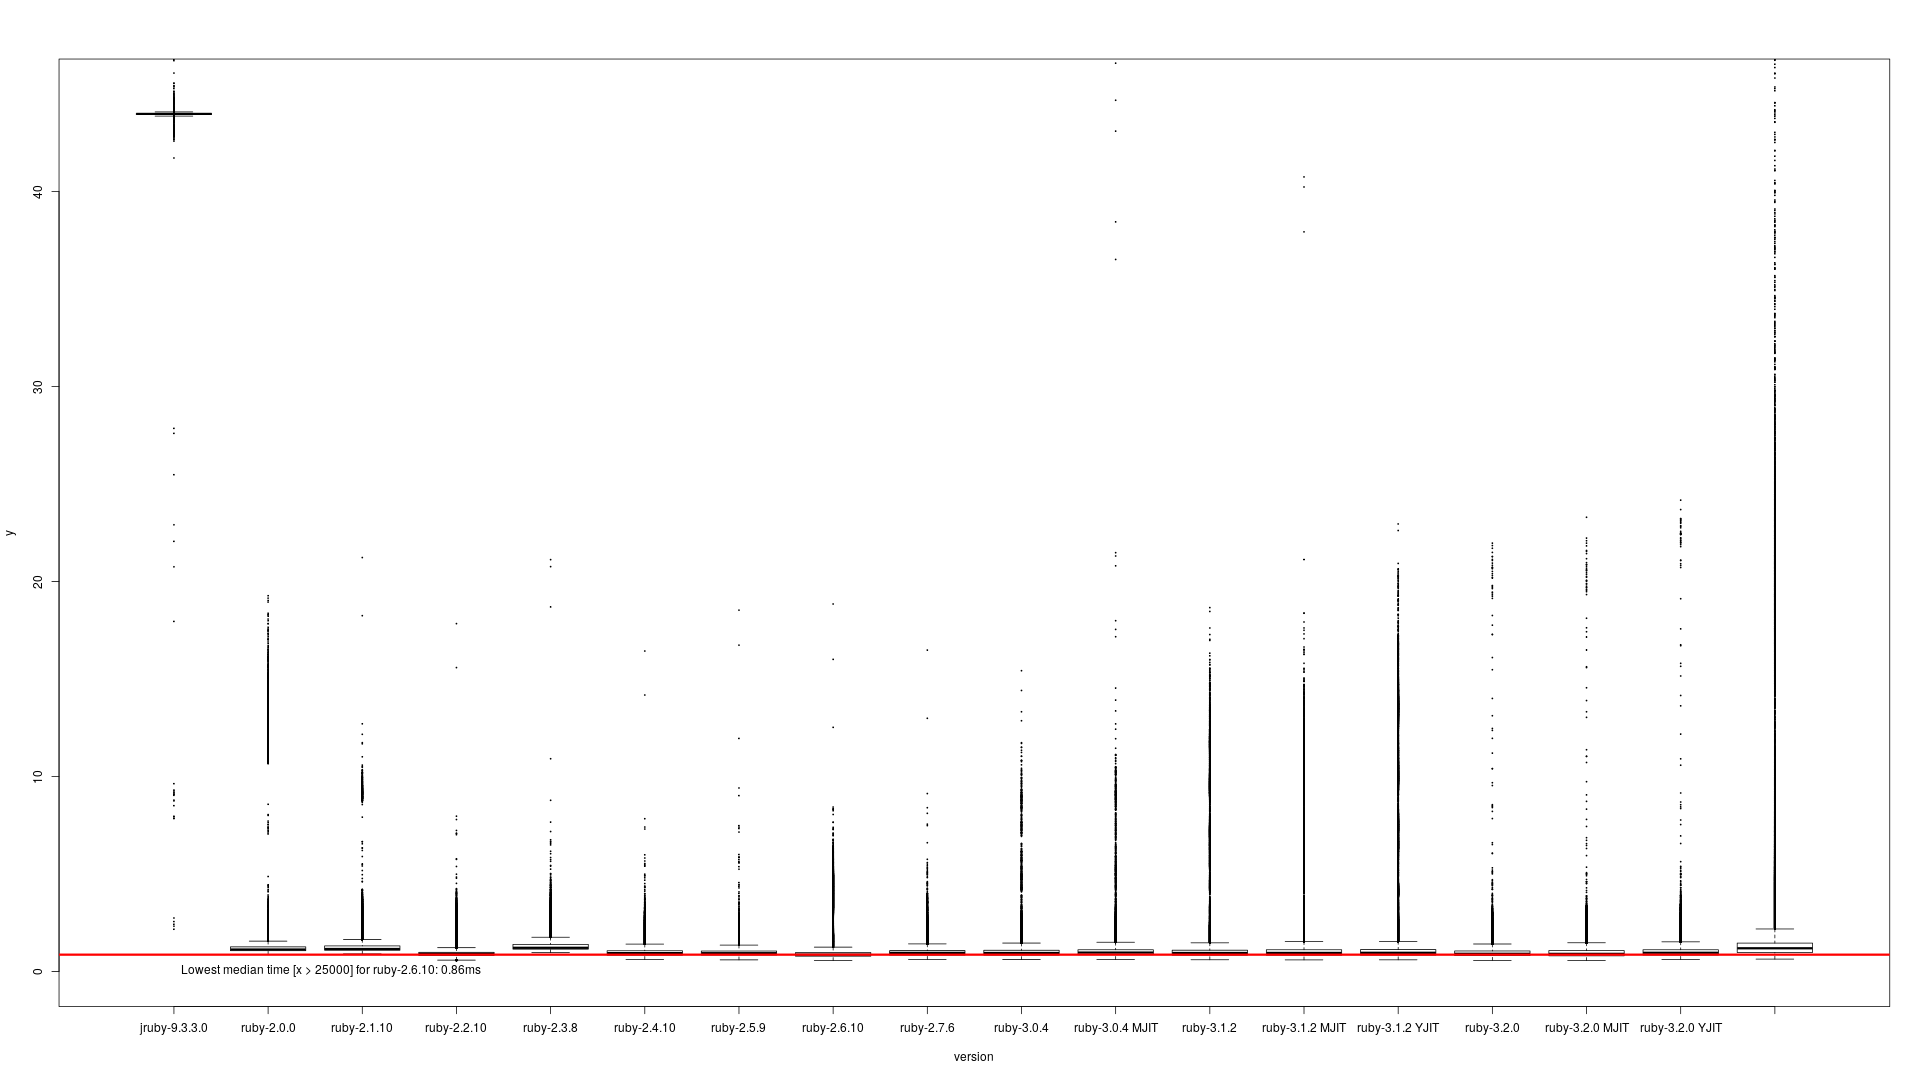 40
30
y
20
10
0
Lowest median time [x > 25000] for ruby-2.6.10: 0.86ms
jruby-9.3.3.0 ruby-2.0.0 ruby-2.1.10 ruby-2.2.10 ruby-2.3.8 ruby-2.4.10 ruby-2.5.9 ruby-2.6.10 ruby-2.7.6 ruby-3.0.4 ruby-3.0.4 MJIT ruby-3.1.2 ruby-3.1.2 MJIT ruby-3.1.2 YJIT ruby-3.2.0 ruby-3.2.0 MJIT ruby-3.2.0 YJIT
version